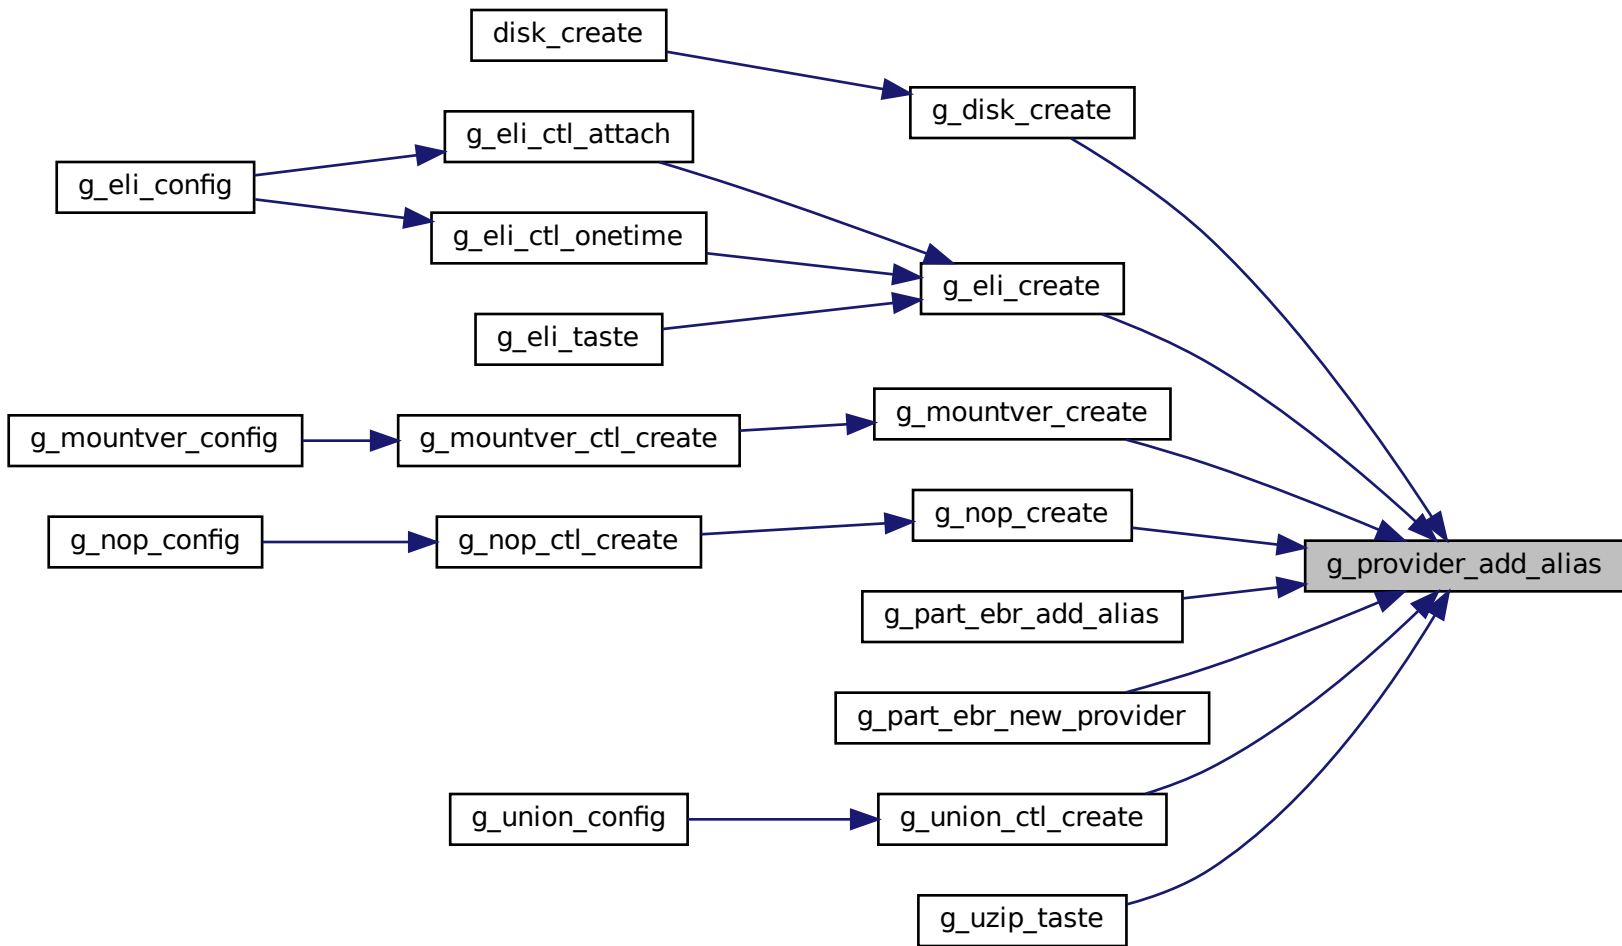 disk_create
g_disk_create
g_eli_ctl_attach
g_eli_config
g_eli_ctl_onetime
g_eli_create
g_eli_taste
g_mountver_create
g_mountver_config
g_mountver_ctl_create
g_nop_create
g_nop_config
g_nop_ctl_create
g_provider_add_alias
g_part_ebr_add_alias
g_part_ebr_new_provider
g_union_config
g_union_ctl_create
g_uzip_taste